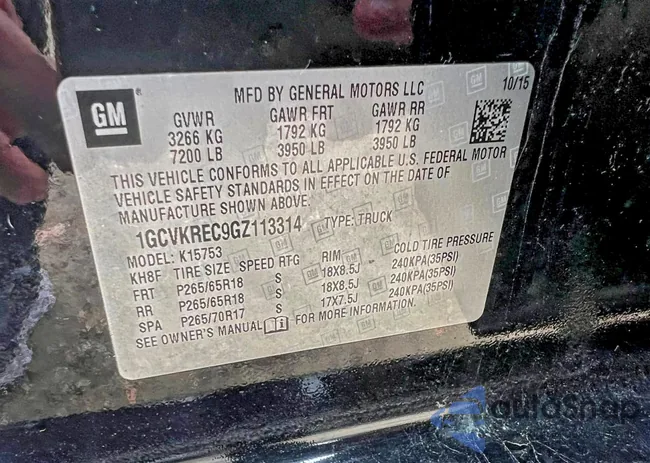 MFD BY GENERAL MOTORS LLC 10/15
GM
GVWR GAWR FRT GAWR RR
3266 KG 1792 KG 1792 KG
7200 LB 3950 LB 3950 LB
THIS VEHICLE CONFORMS TO ALL APPLICABLE U.S. FEDERAL MOTOR
VEHICLE SAFETY STANDARDS IN EFFECT ON THE DATE OF
MANUFACTURE SHOWN ABOVE.
1GCVKREC9GZ113314 TYPE: TRUCK
MODEL: K15753
KH8F TIRE SIZE SPEED RTG RIM COLD TIRE PRESSURE
FRT P265/65R18 S 18X8.5J 240KPA(35PSI)
RR P265/65R18 S 18X8.5J 240KPA(35PSI)
SPA P265/70R17 S 17X7.5J 240KPA(35PSI)
SEE OWNER'S MANUAL FOR MORE INFORMATION.
autoSnap